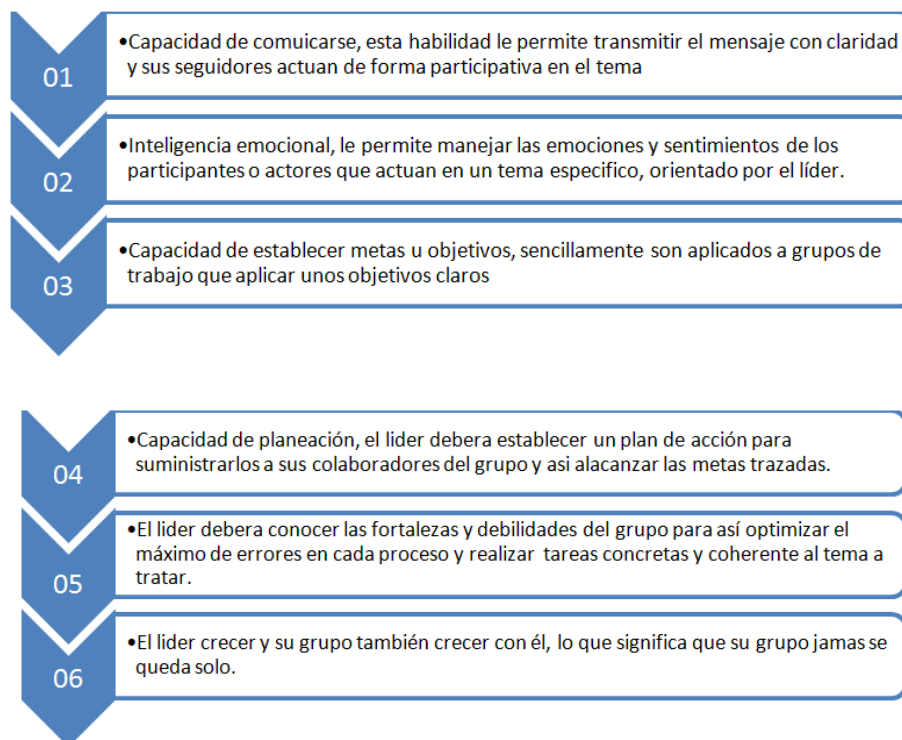 01
•Capacidad de comuicarse, esta habilidad le permite transmitir el mensaje con claridad
y sus seguidores actuan de forma participativa en el tema
02
•Inteligencia emocional, le permite manejar las emociones y sentimientos de los
participantes o actores que actuan en un tema especifico, orientado por el líder.
03
•Capacidad de establecer metas u objetivos, sencillamente son aplicados a grupos de
trabajo que aplicar unos objetivos claros
04
•Capacidad de planeación, el lider debera establecer un plan de acción para
suministrarlos a sus colaboradores del grupo y asi alacanzar las metas trazadas.
05
•El lider debera conocer las fortalezas y debilidades del grupo para así optimizar el
máximo de errores en cada proceso y realizar tareas concretas y coherente al tema a
tratar.
06
•El lider crecer y su grupo también crecer con él, lo que significa que su grupo jamas se
queda solo.